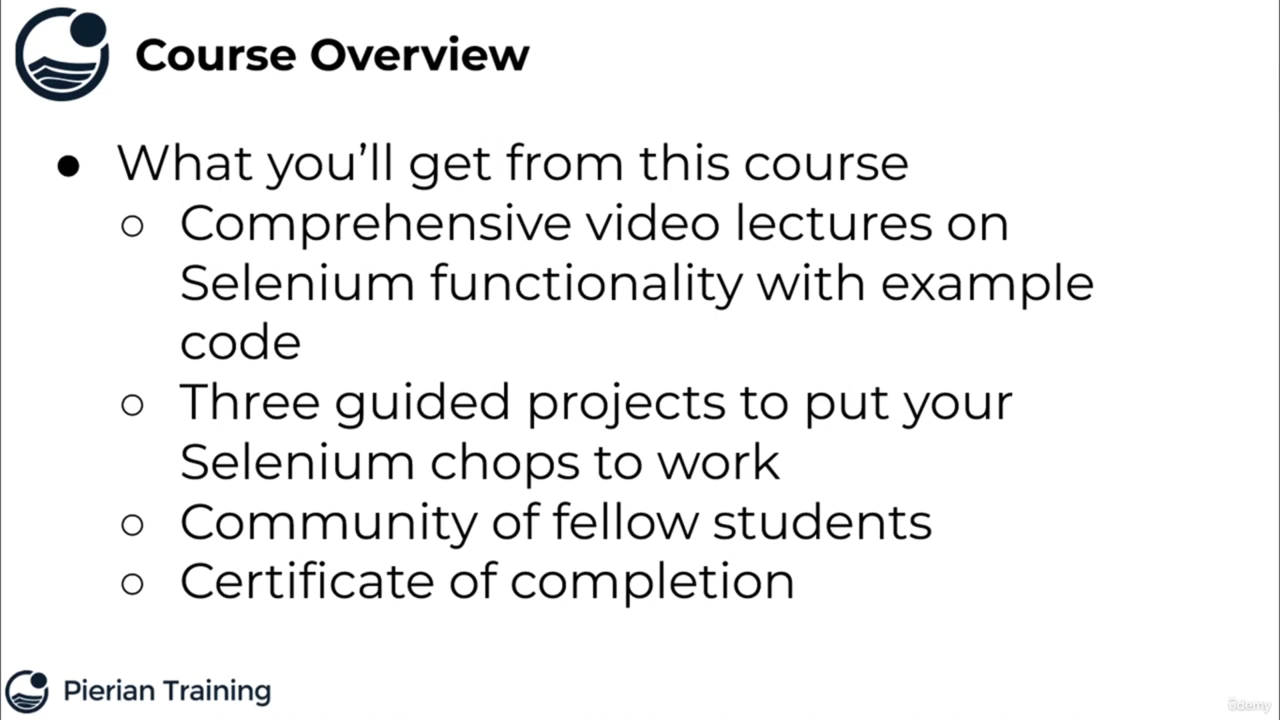 Course Overview
● What you’ll get from this course
○ Comprehensive video lectures on
Selenium functionality with example
code
○ Three guided projects to put your
Selenium chops to work
○ Community of fellow students
○ Certificate of completion
Pierian Training
ûdemy